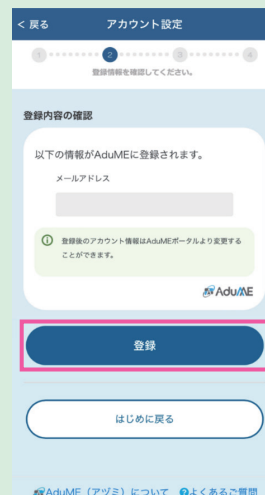 < 戻る アカウント設定
1 2 3 4
登録情報を確認してください。
登録内容の確認
以下の情報がAduMEに登録されます。
メールアドレス
登録後のアカウント情報はAduMEポータルより変更する
ことができます。
AduME
登録
はじめに戻る
AduME（アヅミ）について ?よくあるご質問